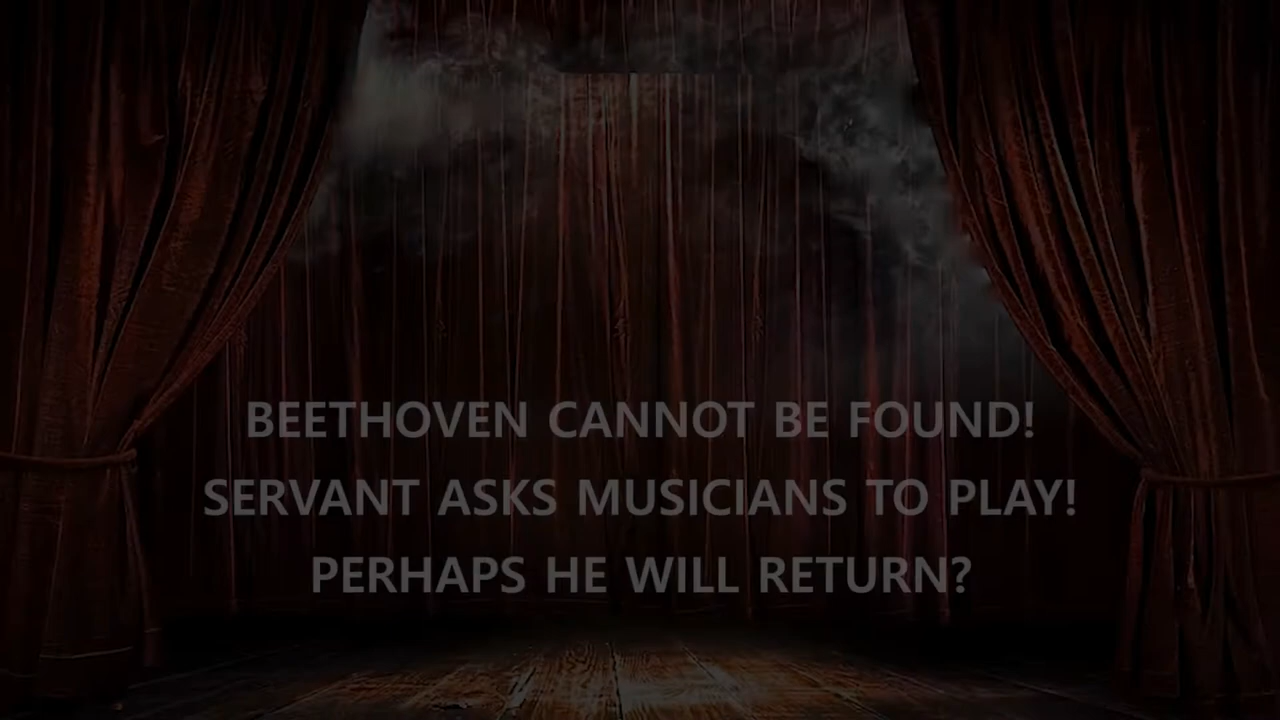 BEETHOVEN CANNOT BE FOUND!
SERVANT ASKS MUSICIANS TO PLAY!
PERHAPS HE WILL RETURN?